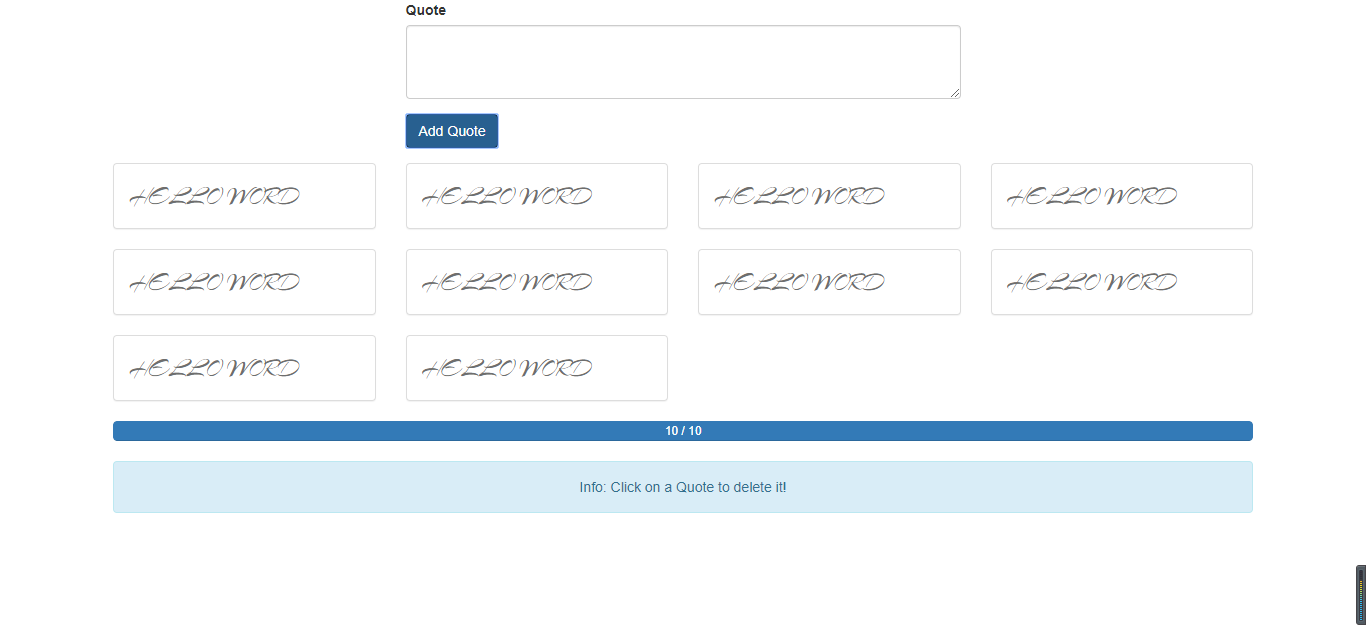 Quote
Add Quote
HELLO WORD HELLO WORD HELLO WORD HELLO WORD
HELLO WORD HELLO WORD HELLO WORD HELLO WORD
HELLO WORD HELLO WORD
10 / 10
Info: Click on a Quote to delete it!